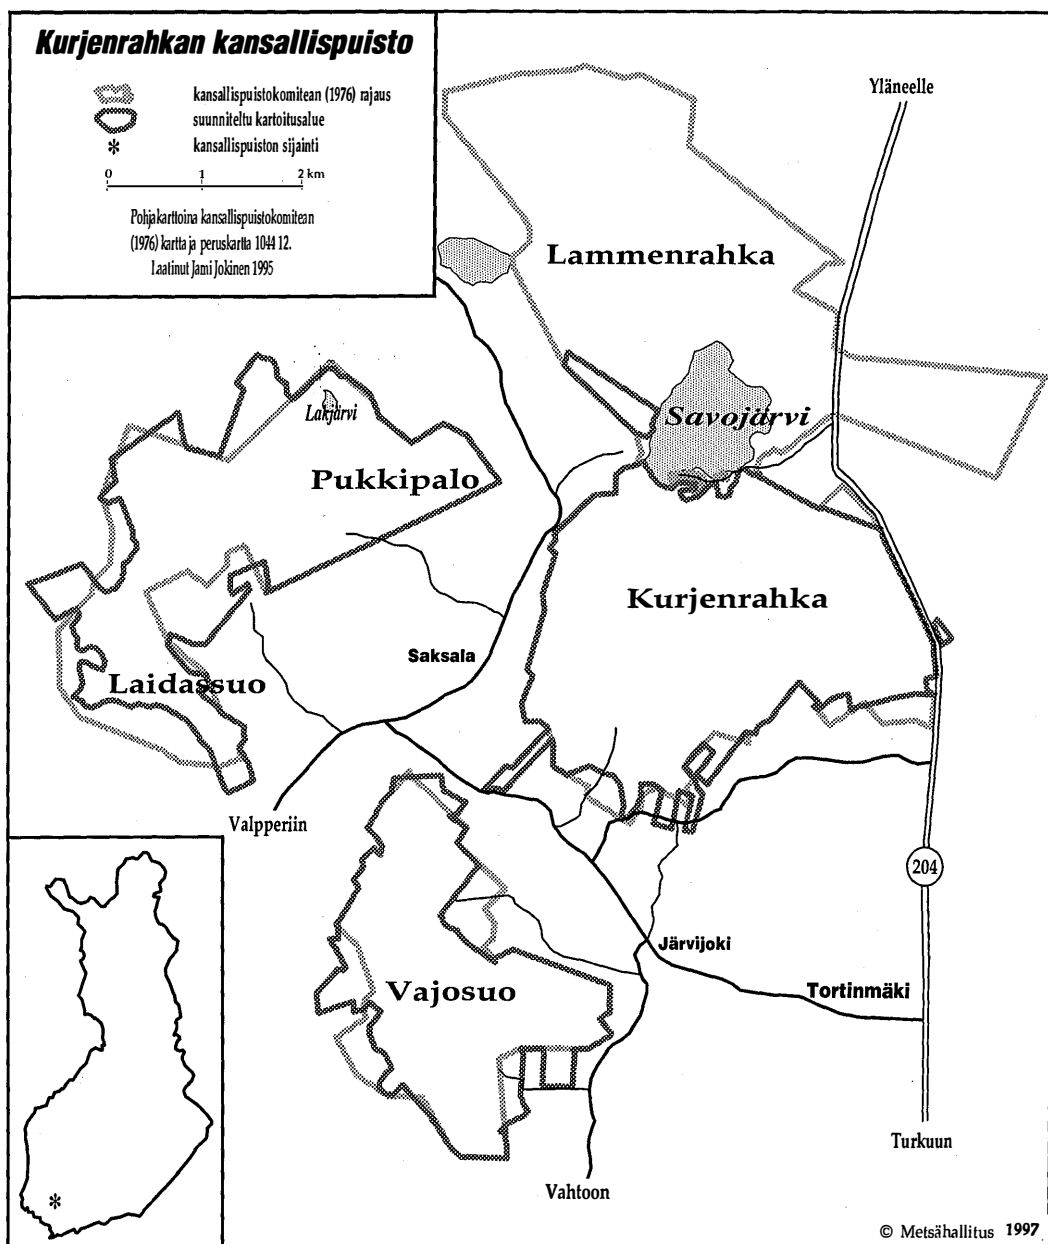 Kurjenrahkan kansallispuisto
kansallispuistokomitean (1976) rajaus
suunniteltu kartoitusalue
* kansallispuiston sijainti
0 1 2 km
Pohjakarttoina kansallispuistokomitean
(1976) kartta ja peruskartta 1044 12.
Laatinut Jami Jokinen 1995
Yläneelle
Lammenrahka
Lakjärvi
Savojärvi
Pukkipalo
Kurjenrahka
Saksala
Laidassuo
Valpperiin
204
Järvijoki
Vajosuo
Tortinmäki
Turkuun
Vahtoon
*
© Metsähallitus 1997